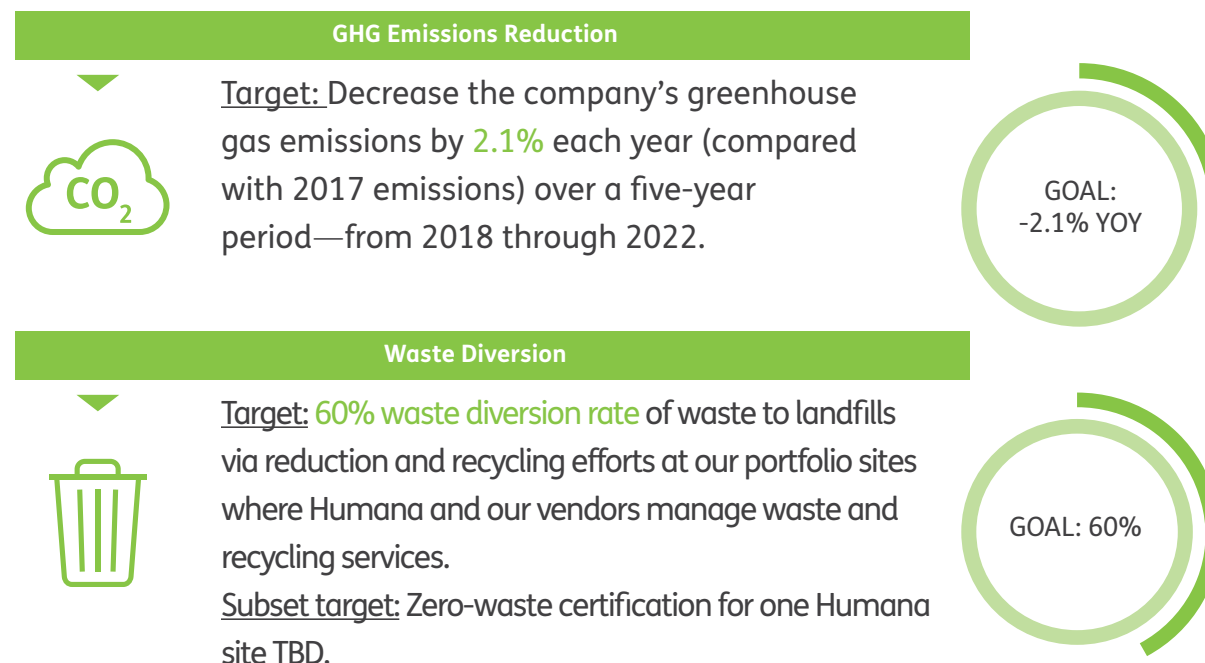 GHG Emissions Reduction
Target: Decrease the company’s greenhouse
gas emissions by 2.1% each year (compared
with 2017 emissions) over a five-year
period—from 2018 through 2022.
CO2
GOAL:
-2.1% YOY
Waste Diversion
Target: 60% waste diversion rate of waste to landfills
via reduction and recycling efforts at our portfolio sites
where Humana and our vendors manage waste and
recycling services.
Subset target: Zero-waste certification for one Humana
site TBD.
GOAL: 60%